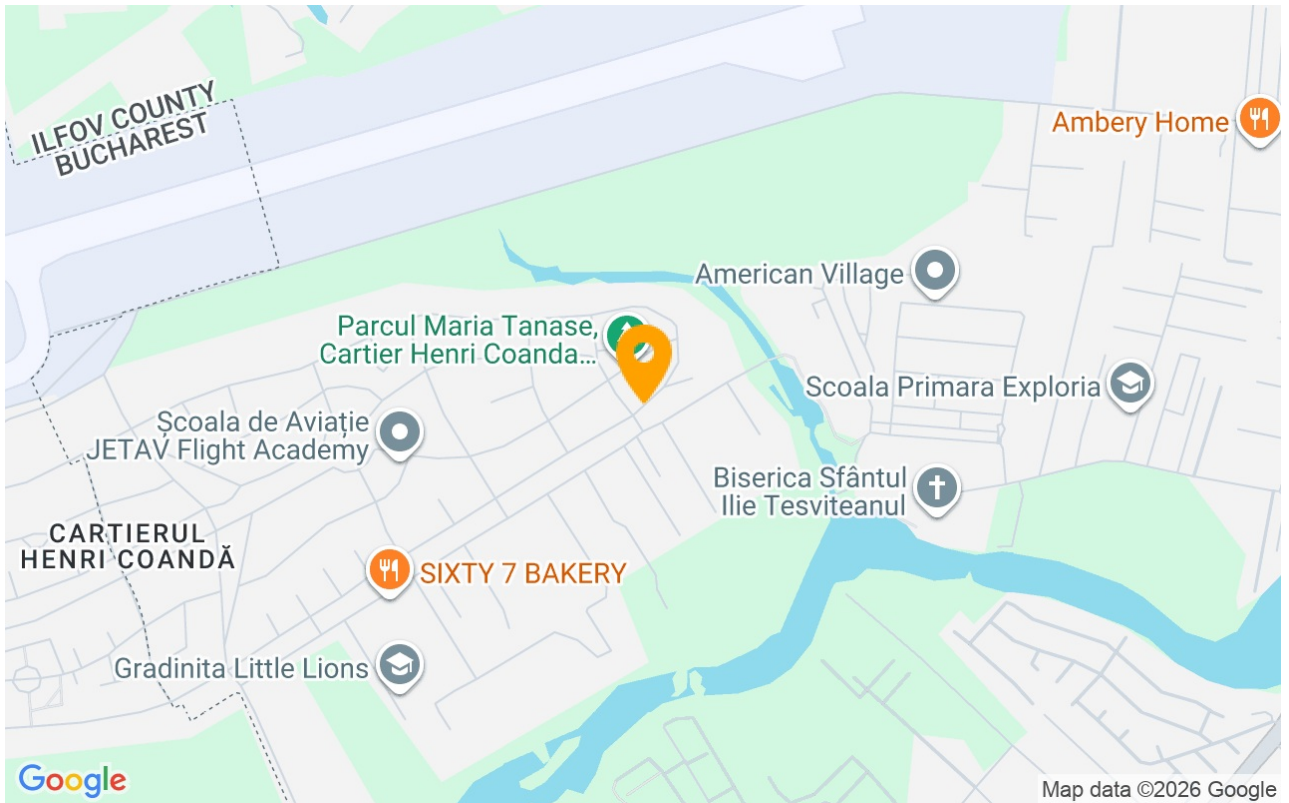 ILFOV COUNTY
BUCHAREST
Ambery Home
American Village
Parcul Maria Tanase,
Cartier Henri Coanda...
Scoala Primara Exploria
Școala de Aviație
JETAV Flight Academy
Biserica Sfântul
Ilie Tesviteanul
CARTIERUL
HENRI COANDĂ
SIXTY 7 BAKERY
Gradinita Little Lions
Google
Map data ©2026 Google